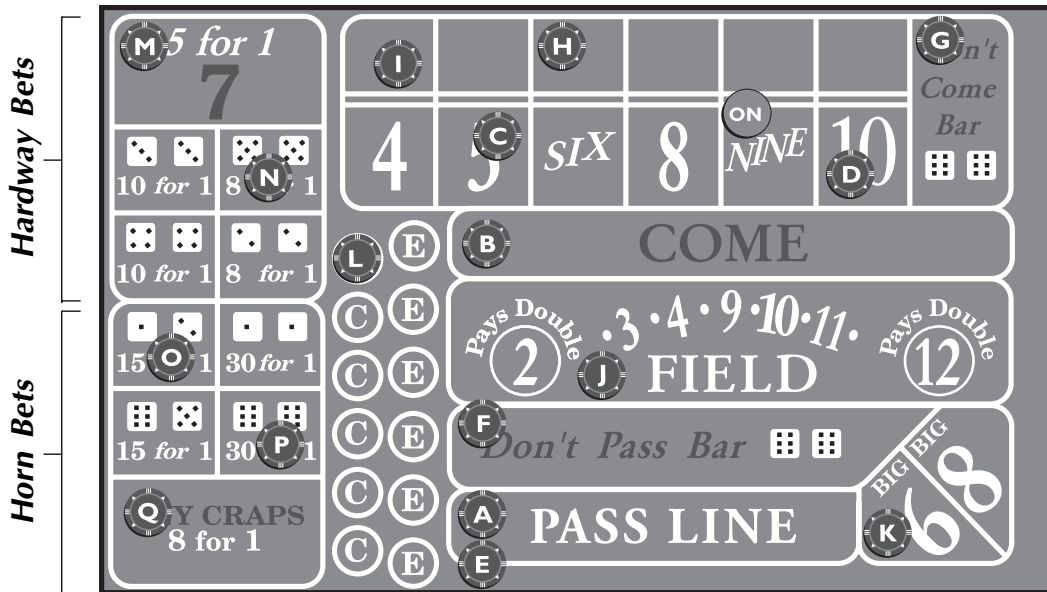 Hardway Bets
Horn Bets
M 5 for 1
7
10 for 1
8 N 1
10 for 1
8 for 1
15 O 1
30 for 1
15 for 1
30 P 1
Q Y CRAPS
8 for 1
L E
C E
C E
C E
C E
C E
I H
G n't
Come
Bar
4 5 C SIX 8 ON NINE 10 D
B COME
Pays Double
2
·3·4·9·10·11·
J FIELD
Pays Double
12
F Don't Pass Bar
A PASS LINE
E
BIG 6
BIG 8
K